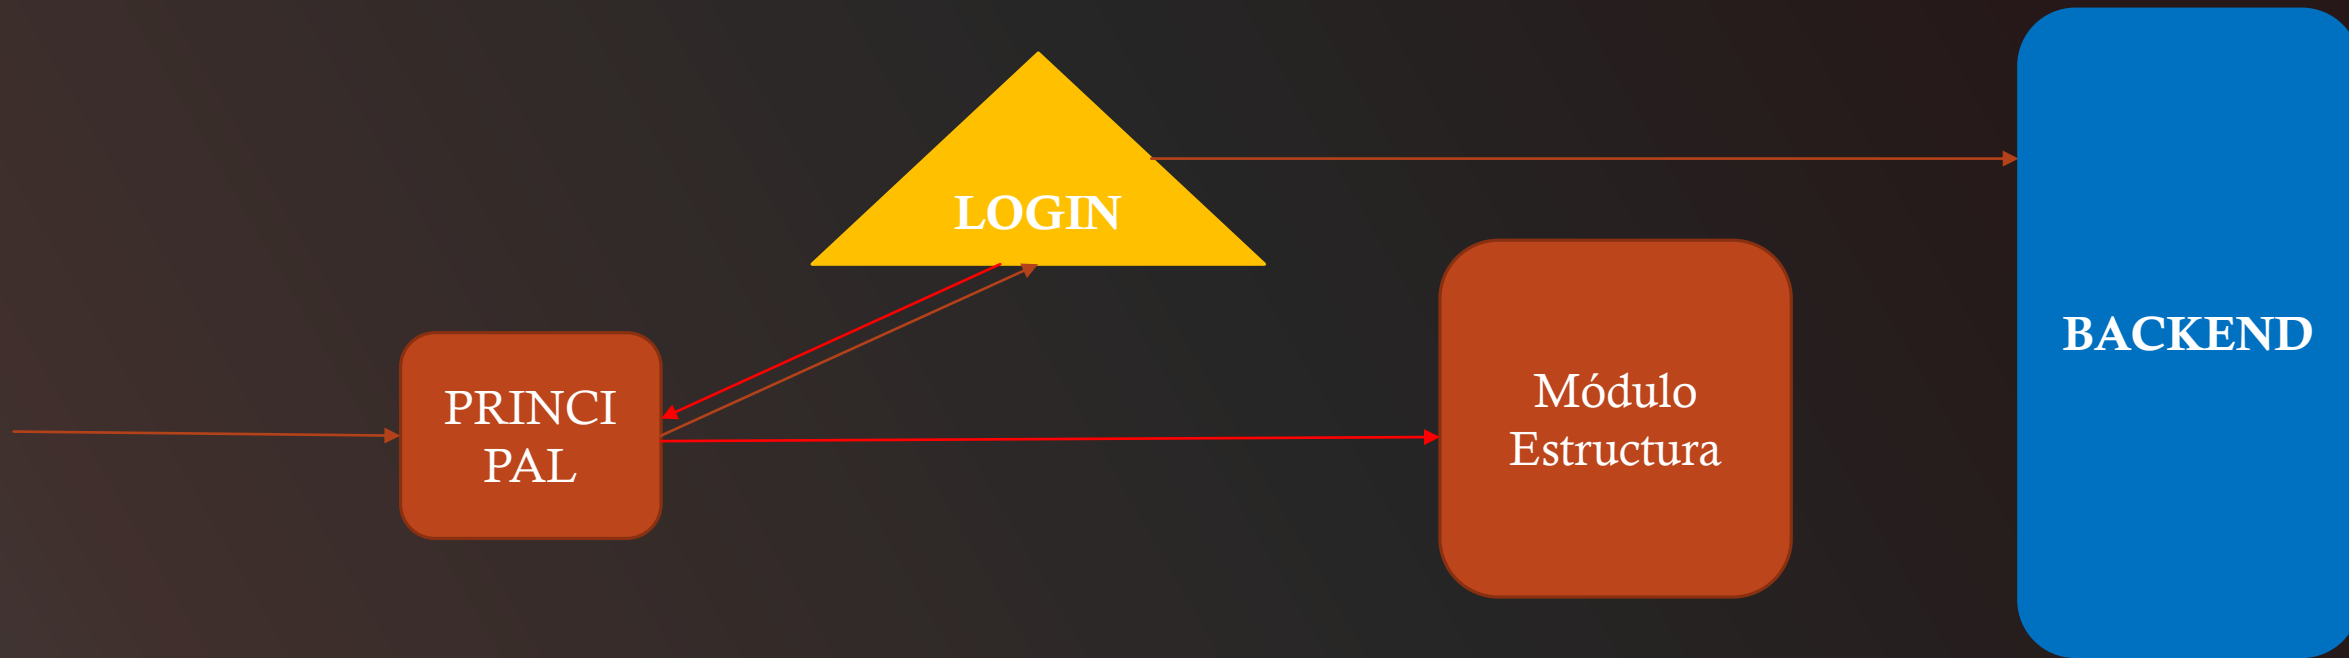 LOGIN
PRINCI
PAL
Módulo
Estructura
BACKEND